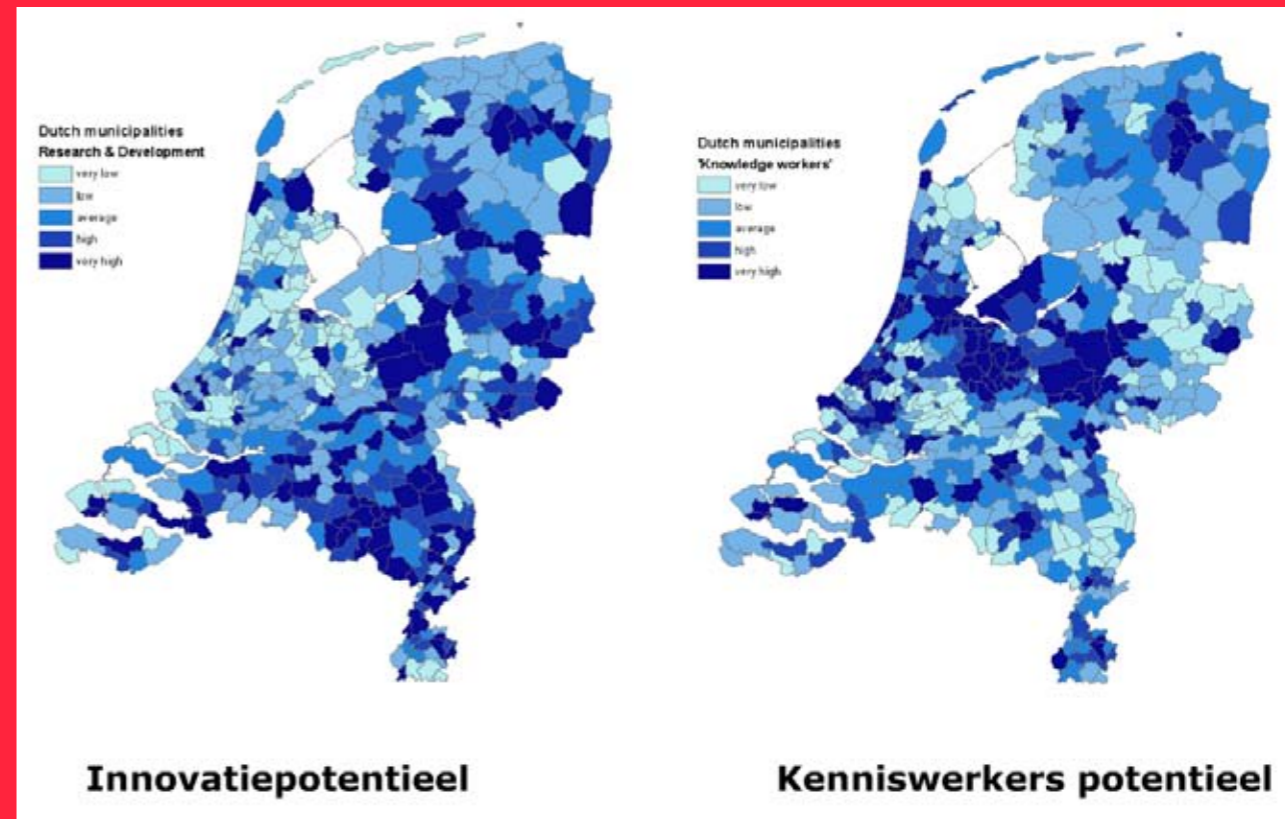 Dutch municipalities
Research & Development
very low
low
average
high
very high
Dutch municipalities
'Knowledge workers'
very low
low
average
high
very high
Innovatiepotentieel
Kenniswerkers potentieel